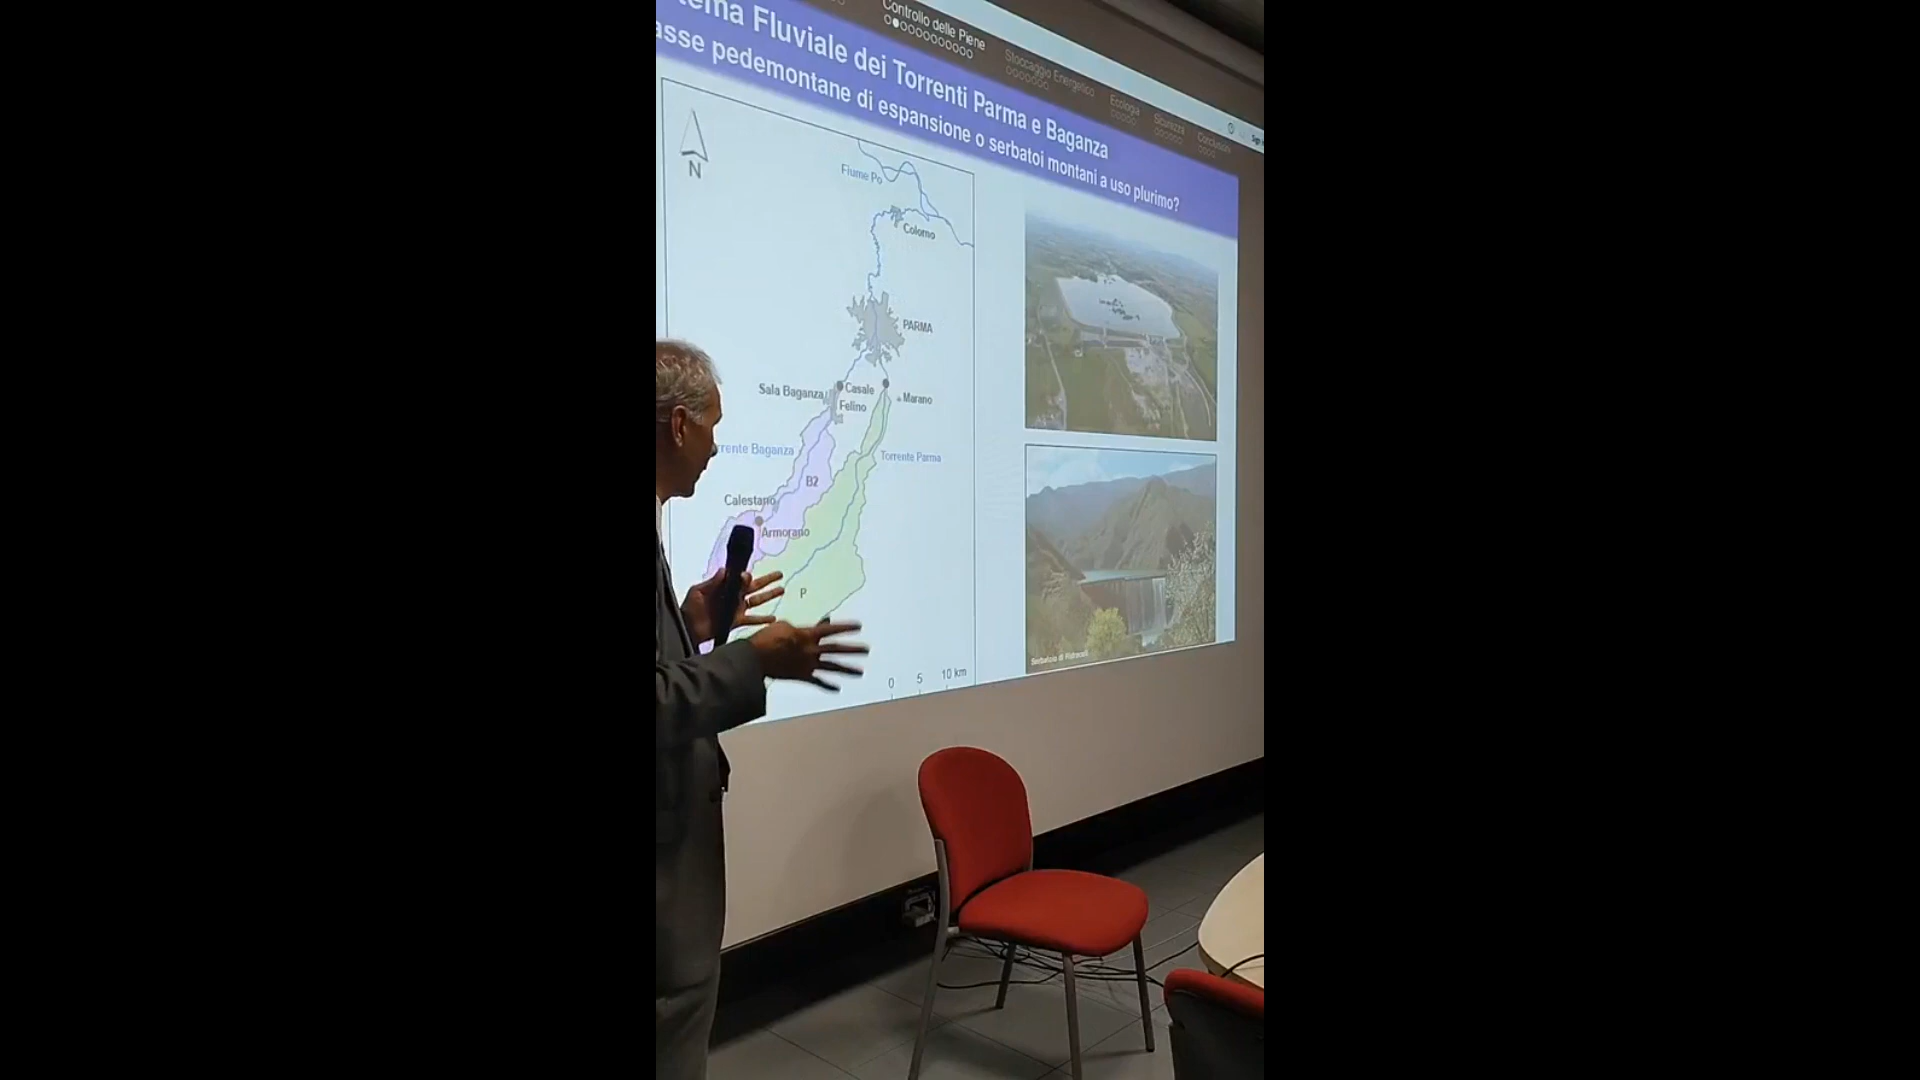 Controllo delle Piene
Stoccaggio Energetico
Ecologia
Sicurezza
Conclusioni
tema Fluviale dei Torrenti Parma e Baganza
asse pedemontane di espansione o serbatoi montani a uso plurimo?
N
Fiume Po
Colorno
PARMA
Sala Baganza
Casale
Felino
Marano
rrente Baganza
Torrente Parma
B2
Calestano
Armorano
P
0 5 10 km